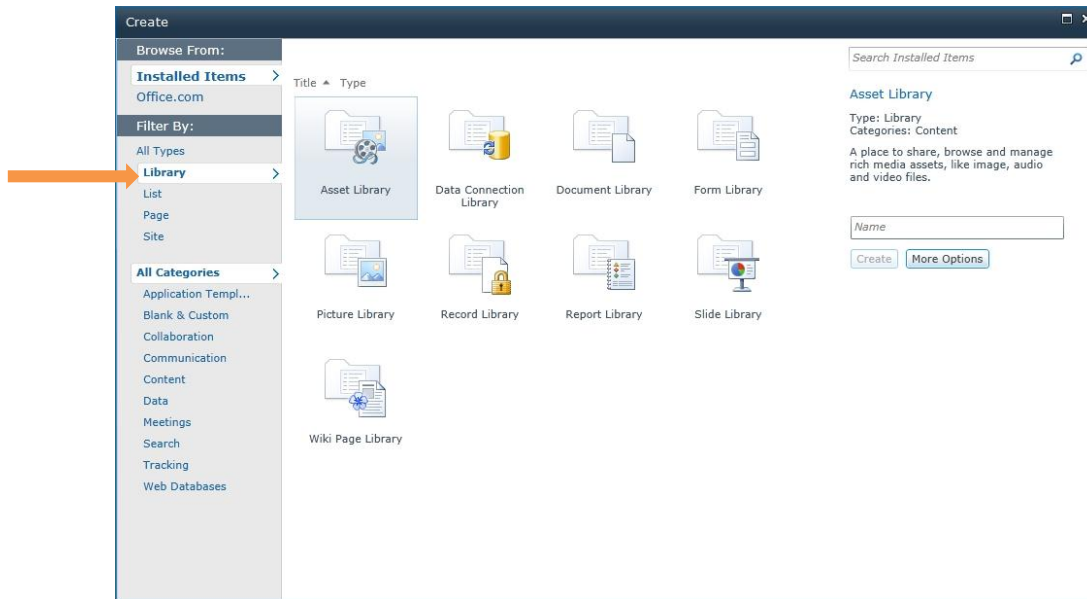 Create
Browse From:
Installed Items
Office.com
Filter By:
All Types
Library
List
Page
Site
All Categories
Application Templ...
Blank & Custom
Collaboration
Communication
Content
Data
Meetings
Search
Tracking
Web Databases
Title Type
Asset Library
Data Connection
Library
Document Library
Form Library
Picture Library
Record Library
Report Library
Slide Library
Wiki Page Library
Search Installed Items
Asset Library
Type: Library
Categories: Content
A place to share, browse and manage
rich media assets, like image, audio
and video files.
Name
Create More Options